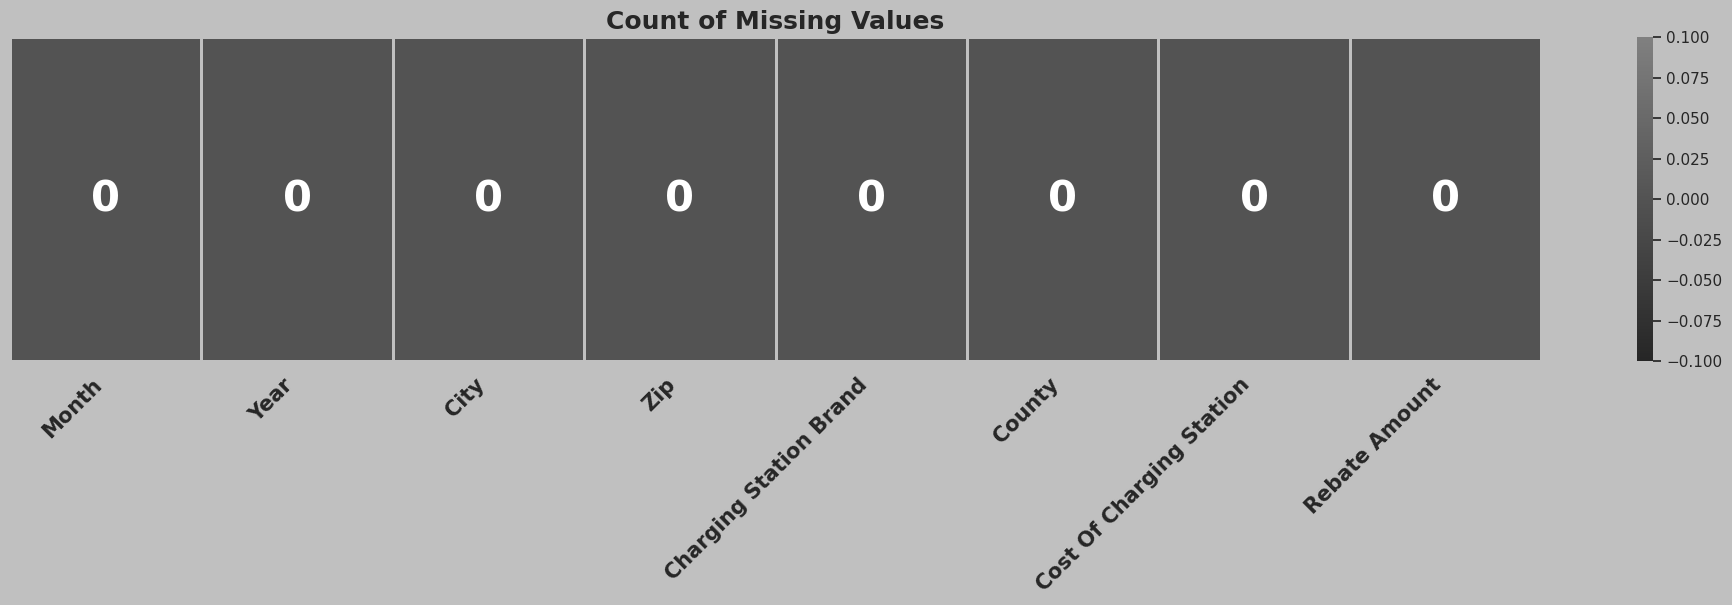 Count of Missing Values
0 0 0 0 0 0 0 0
Month
Year
City
Zip
Charging Station Brand
County
Cost Of Charging Station
Rebate Amount
0.100
0.075
0.050
0.025
0.000
−0.025
−0.050
−0.075
−0.100